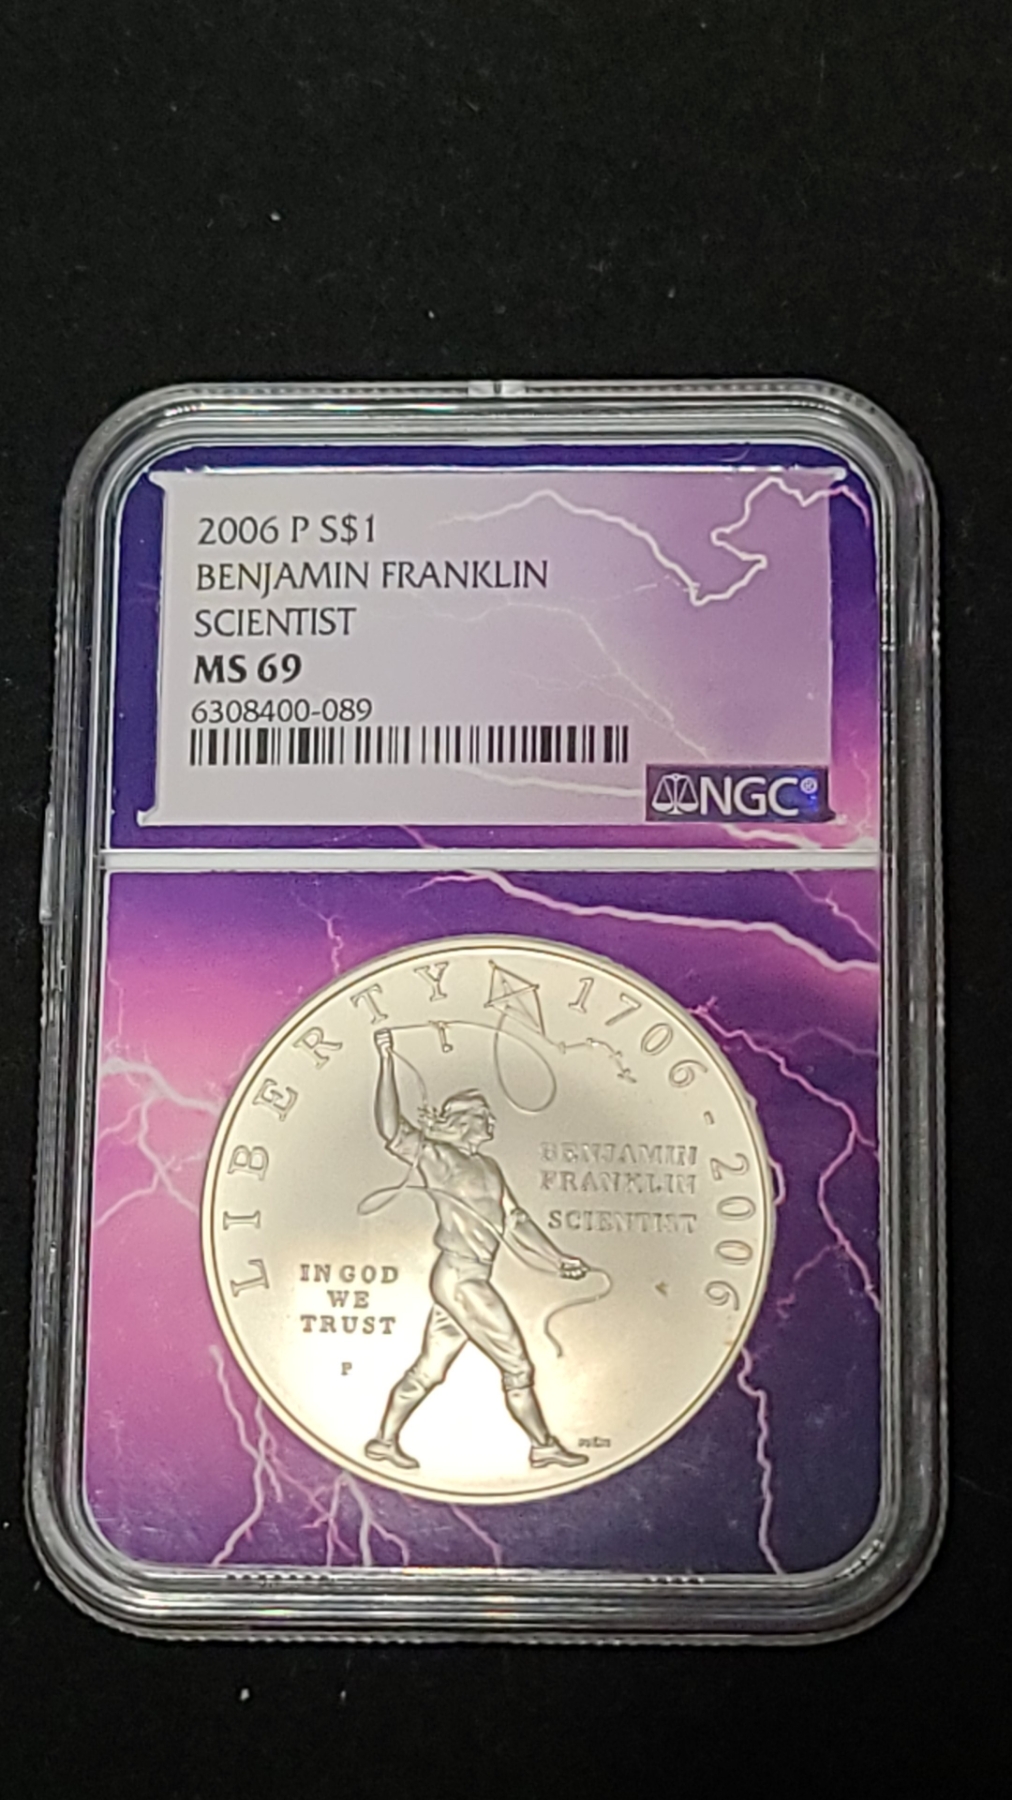 2006 P S$1
BENJAMIN FRANKLIN
SCIENTIST
MS 69
6308400-089
NGC®
LIBERTY 1706-2006
BENJAMIN
FRANKLIN
SCIENTIST
IN GOD
WE
TRUST
P